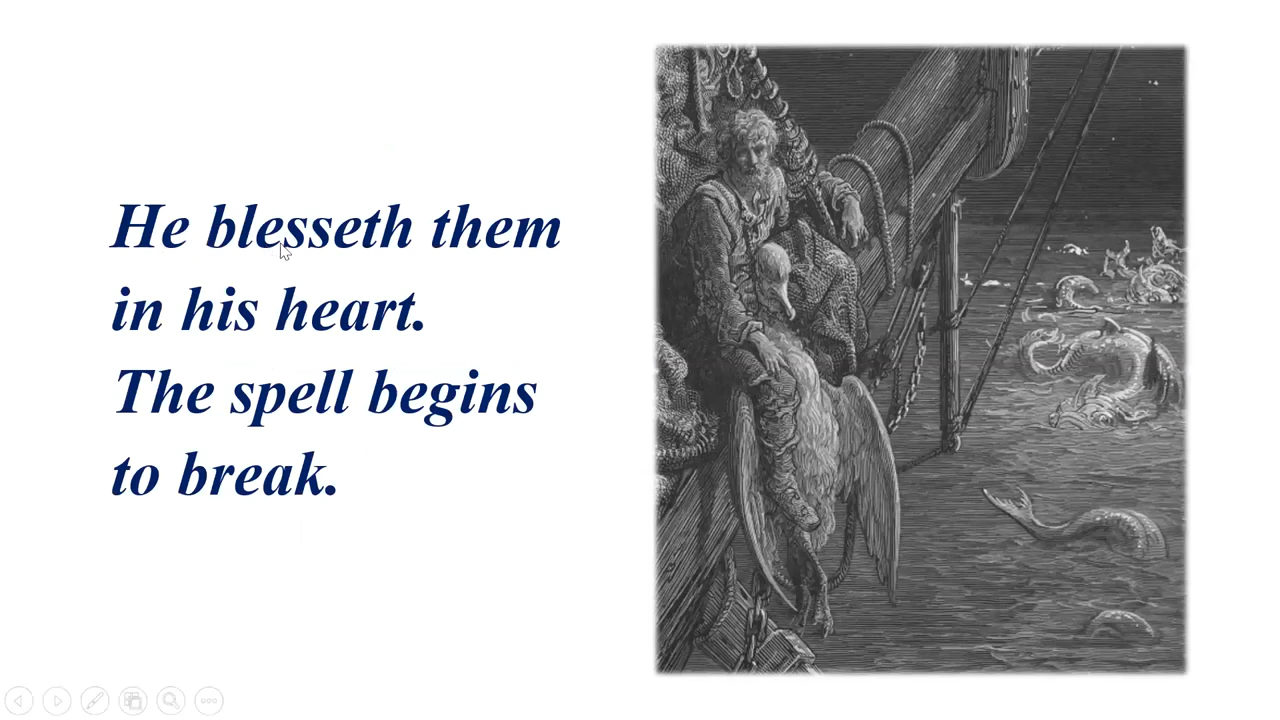 He blesseth them
in his heart.
The spell begins
to break.